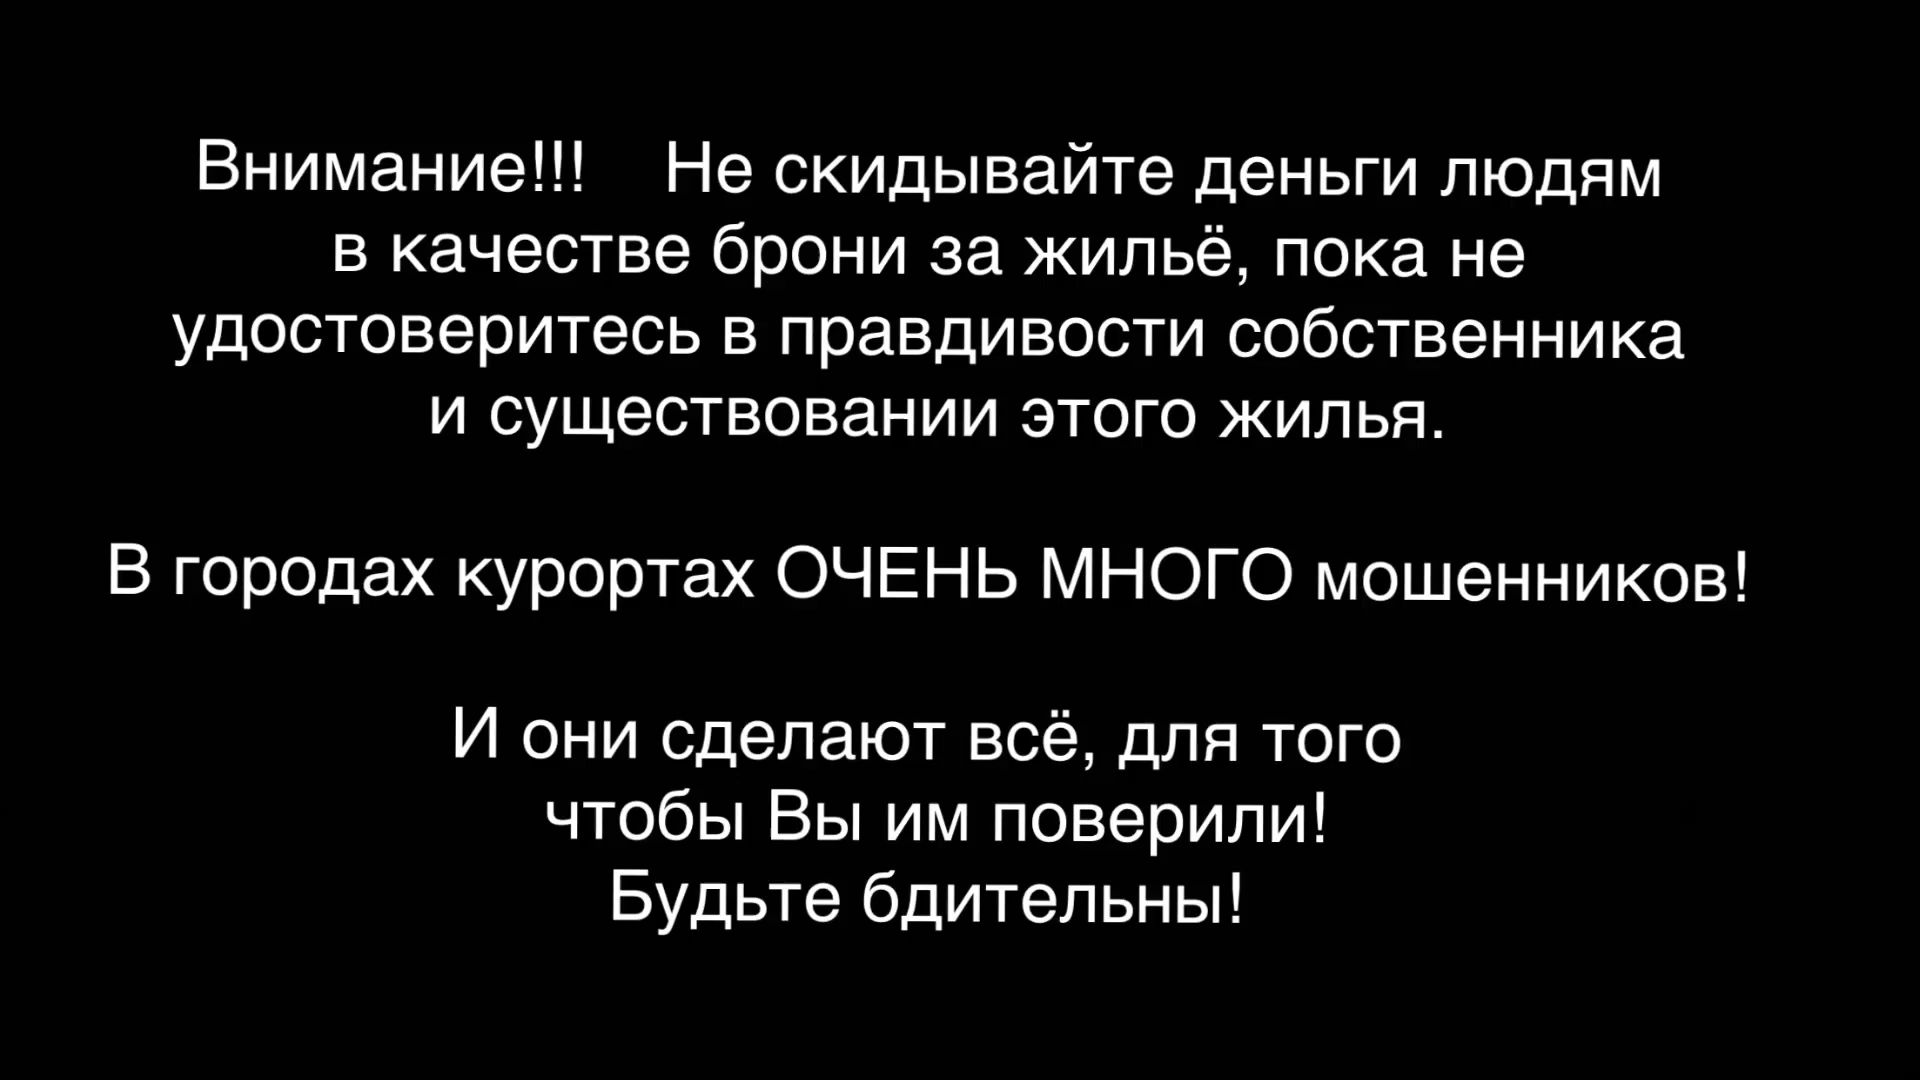 Внимание!!! Не скидывайте деньги людям
в качестве брони за жильё, пока не
удостоверитесь в правдивости собственника
и существовании этого жилья.
В городах курортах ОЧЕНЬ МНОГО мошенников!
И они сделают всё, для того
чтобы Вы им поверили!
Будьте бдительны!